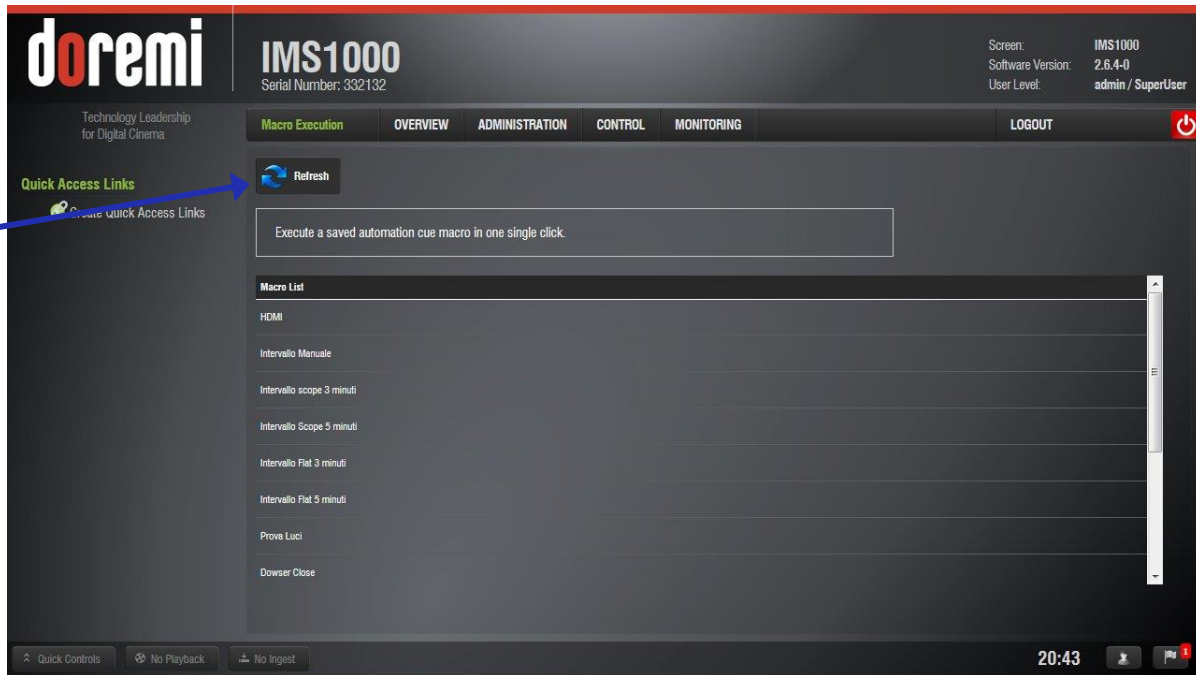 doremi
Technology Leadership
for Digital Cinema
IMS1000
Serial Number: 332132
Screen: IMS1000
Software Version: 2.6.4-0
User Level: admin / SuperUser
Macro Execution OVERVIEW ADMINISTRATION CONTROL MONITORING LOGOUT
Quick Access Links
Create Quick Access Links
Refresh
Execute a saved automation cue macro in one single click.
Macro List
HDMI
Intervallo Manuale
Intervallo scope 3 minuti
Intervallo Scope 5 minuti
Intervallo Flat 3 minuti
Intervallo Flat 5 minuti
Prova Luci
Dowser Close
Quick Controls No Playback No Ingest 20:43 1